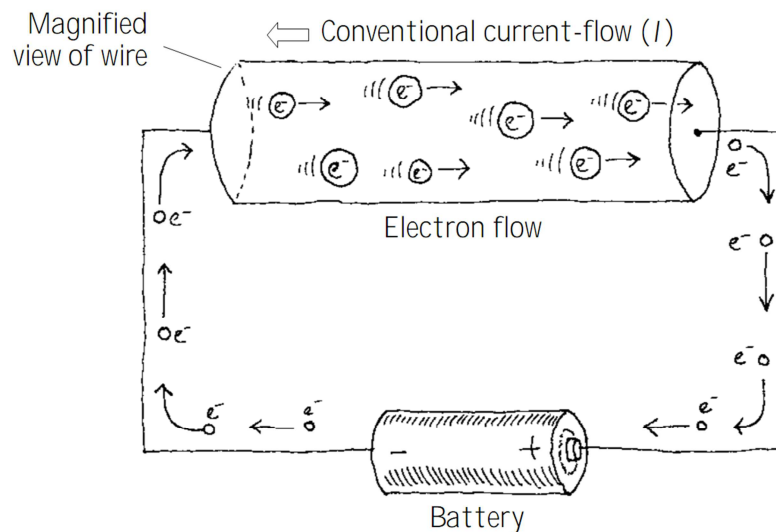 Magnified
view of wire
Conventional current-flow (I)
e⁻ e⁻ e⁻ e⁻
e⁻ e⁻ e⁻
Electron flow
e⁻
e⁻
e⁻
e⁻
e⁻
e⁻ e⁻ e⁻
- +
Battery